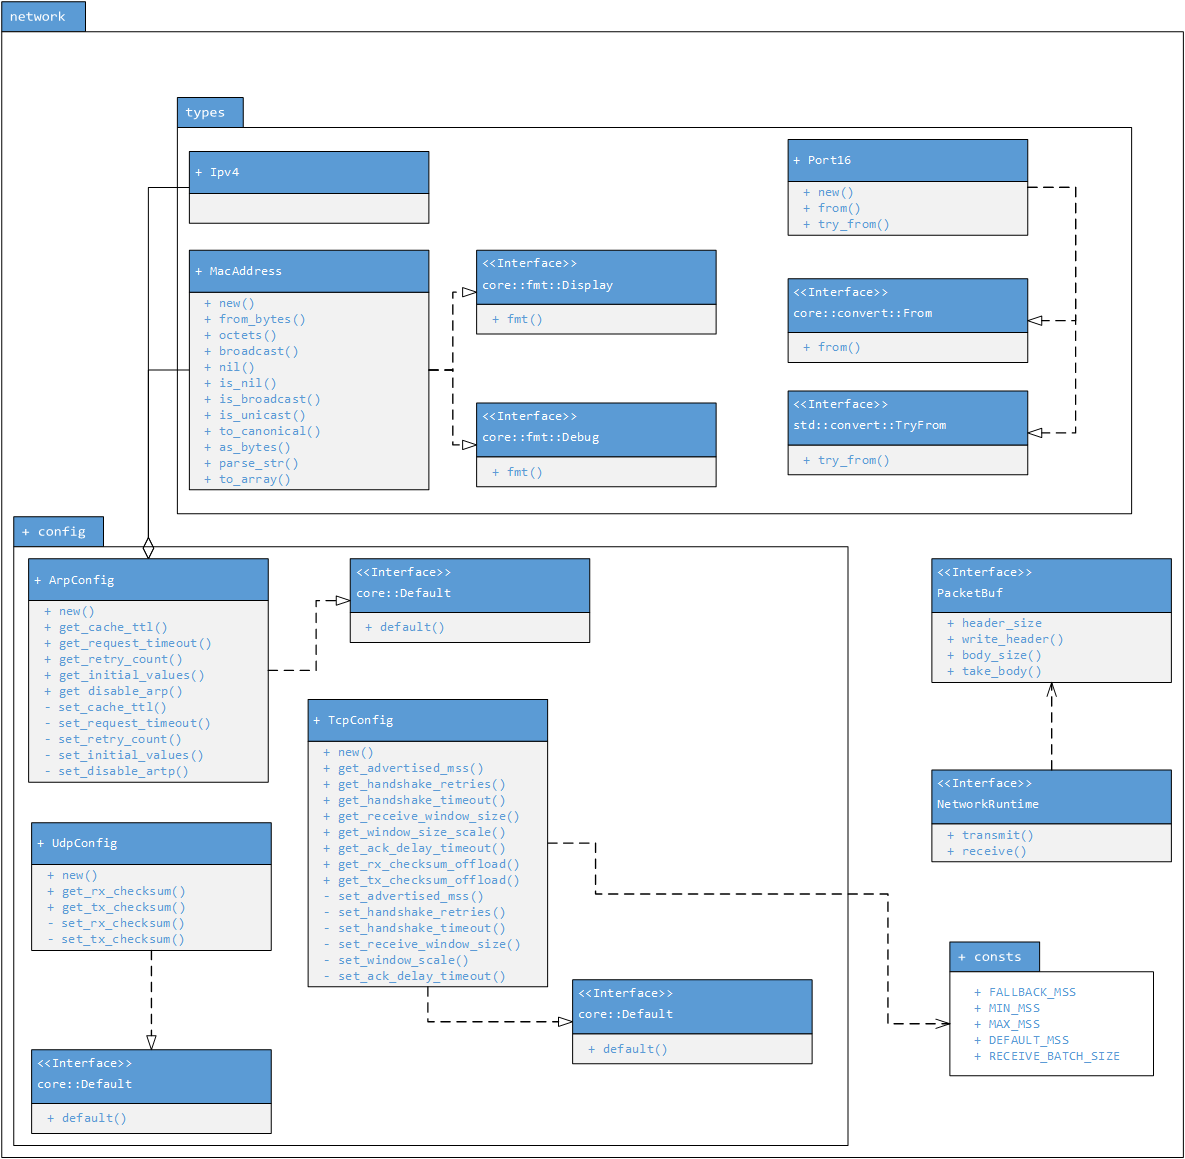 network
types
+ Ipv4
+ MacAddress
+ new()
+ from_bytes()
+ octets()
+ broadcast()
+ nil()
+ is_nil()
+ is_broadcast()
+ is_unicast()
+ to_canonical()
+ as_bytes()
+ parse_str()
+ to_array()
<<Interface>>
core::fmt::Display
+ fmt()
<<Interface>>
core::fmt::Debug
+ fmt()
+ Port16
+ new()
+ from()
+ try_from()
<<Interface>>
core::convert::From
+ from()
<<Interface>>
std::convert::TryFrom
+ try_from()
+ config
+ ArpConfig
+ new()
+ get_cache_ttl()
+ get_request_timeout()
+ get_retry_count()
+ get_initial_values()
+ get disable_arp()
- set_cache_ttl()
- set_request_timeout()
- set_retry_count()
- set_initial_values()
- set_disable_artp()
<<Interface>>
core::Default
+ default()
+ TcpConfig
+ new()
+ get_advertised_mss()
+ get_handshake_retries()
+ get_handshake_timeout()
+ get_receive_window_size()
+ get_window_size_scale()
+ get_ack_delay_timeout()
+ get_rx_checksum_offload()
+ get_tx_checksum_offload()
- set_advertised_mss()
- set_handshake_retries()
- set_handshake_timeout()
- set_receive_window_size()
- set_window_scale()
- set_ack_delay_timeout()
+ UdpConfig
+ new()
+ get_rx_checksum()
+ get_tx_checksum()
- set_rx_checksum()
- set_tx_checksum()
<<Interface>>
core::Default
+ default()
<<Interface>>
core::Default
+ default()
<<Interface>>
PacketBuf
+ header_size
+ write_header()
+ body_size()
+ take_body()
<<Interface>>
NetworkRuntime
+ transmit()
+ receive()
+ consts
+ FALLBACK_MSS
+ MIN_MSS
+ MAX_MSS
+ DEFAULT_MSS
+ RECEIVE_BATCH_SIZE